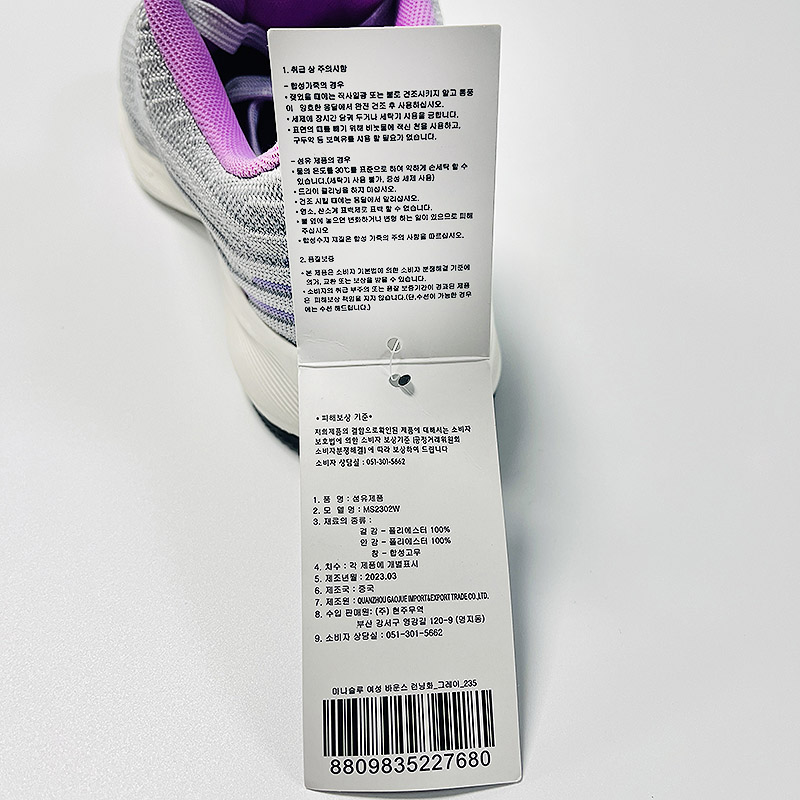 1. 취급 상 주의사항
- 합성가죽의 경우
• 젖었을 때에는 직사일광 또는 불로 건조시키지 말고 통풍
이 양호한 응달에서 완전 건조 후 사용하십시오.
• 세제에 장시간 담궈 두거나 세탁기 사용을 금합니다.
• 표면의 때를 빼기 위해 비눗물에 적신 천을 사용하고,
구두약 등 보혁유를 사용 할 필요가 없습니다.
- 섬유 제품의 경우
• 물의 온도를 30℃를 표준으로 하여 약하게 손세탁 할 수
있습니다.(세탁기 사용 불가, 중성 세제 사용)
• 드라이 클리닝을 하지 마십시오.
• 건조 시킬 때에는 응달에서 말리십시오.
• 염소, 산소계 표백제로 표백 할 수 없습니다.
• 불 옆에 놓으면 변화하거나 변형 하는 일이 있으므로 피해
주십시오
• 합성수지 재질은 합성 가죽의 주의 사항을 따르십시오.
2. 품질보증
• 본 제품은 소비자 기본법에 의한 소비자 분쟁해결 기준에
의거, 교환 또는 보상을 받을 수 있습니다.
• 소비자의 취급 부주의 또는 품질 보증기간이 경과된 제품
은 피해보상 책임을 지지 않습니다.(단,수선이 가능한 경우
에는 수선 해드립니다.)
•피해보상 기준•
저희제품의 결함으로확인된 제품에 대해서는 소비자
보호법에 의한 소비자 보상기준 (공정거래위원회
소비자분쟁해결)에 따라 보상하여 드립니다
소비자 상담실 : 051-301-5662
1. 품 명 : 섬유제품
2. 모 델 명 : MS2302W
3. 재료의 종류 :
겉 감 - 폴리에스터 100%
안 감 - 폴리에스터 100%
창 - 합성고무
4. 치수 : 각 제품에 개별표시
5. 제조년월 : 2023.03
6. 제조국 : 중국
7. 제조원 : QUANZHOU GAOJUE IMPORT&EXPORT TRADE CO.,LTD.
8. 수입 판매원: (주) 현주무역
부산 강서구 영강길 120-9 (명지동)
9. 소비자 상담실 : 051-301-5662
마나슬루 여성 바운스 런닝화_그레이_235
8809835227680